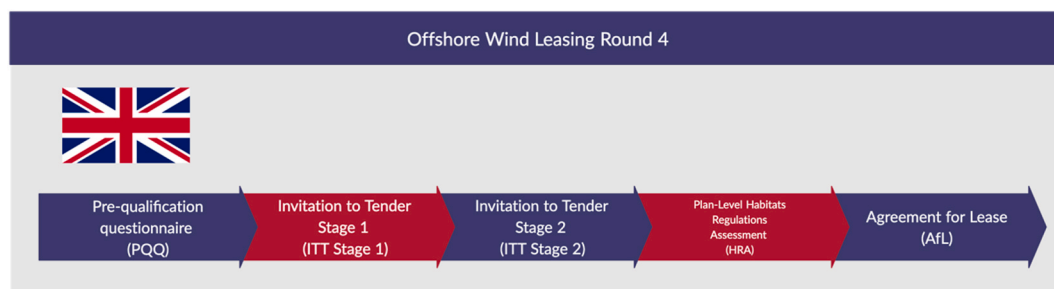 Offshore Wind Leasing Round 4
Pre-qualification
questionnaire
(PQQ)
Invitation to Tender
Stage 1
(ITT Stage 1)
Invitation to Tender
Stage 2
(ITT Stage 2)
Plan-Level Habitats
Regulations
Assessment
(HRA)
Agreement for Lease
(AfL)